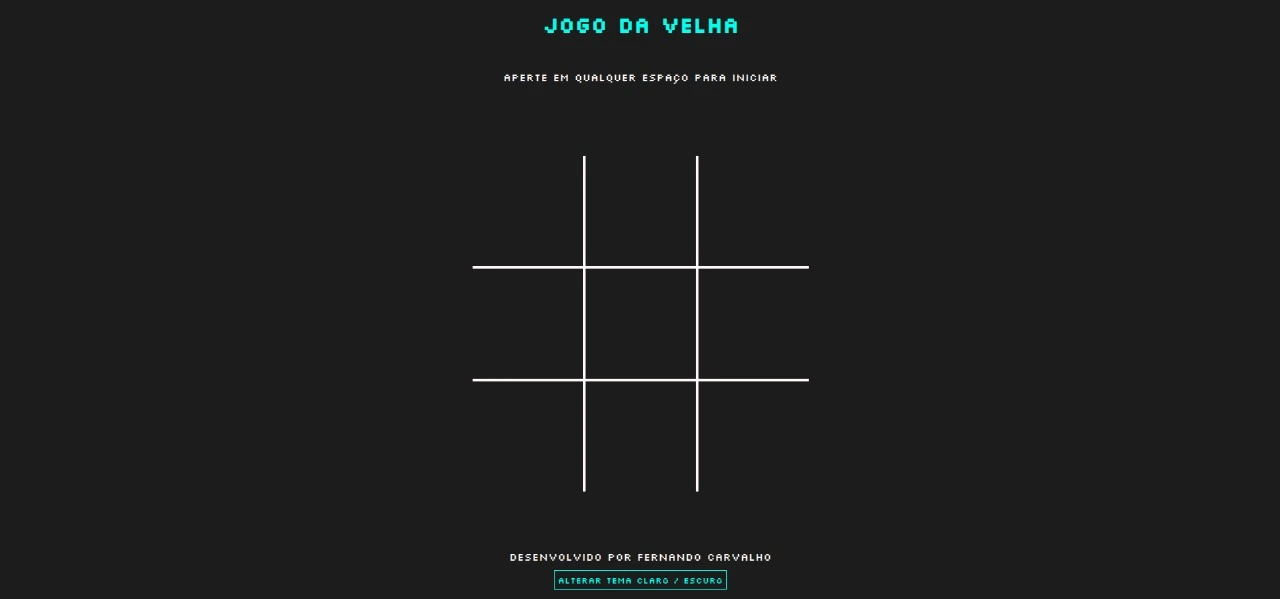 JOGO DA VELHA
APERTE EM QUALQUER ESPAÇO PARA INICIAR
DESENVOLVIDO POR FERNANDO CARVALHO
ALTERAR TEMA CLARO / ESCURO